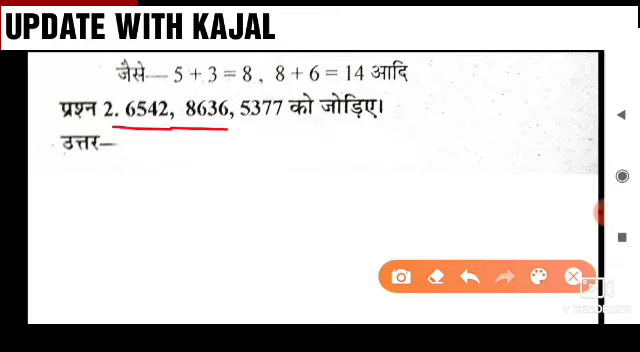 UPDATE WITH KAJAL
जैसे— 5 + 3 = 8 , 8 + 6 = 14 आदि
प्रश्न 2. 6542, 8636, 5377 को जोड़िए।
उत्तर—